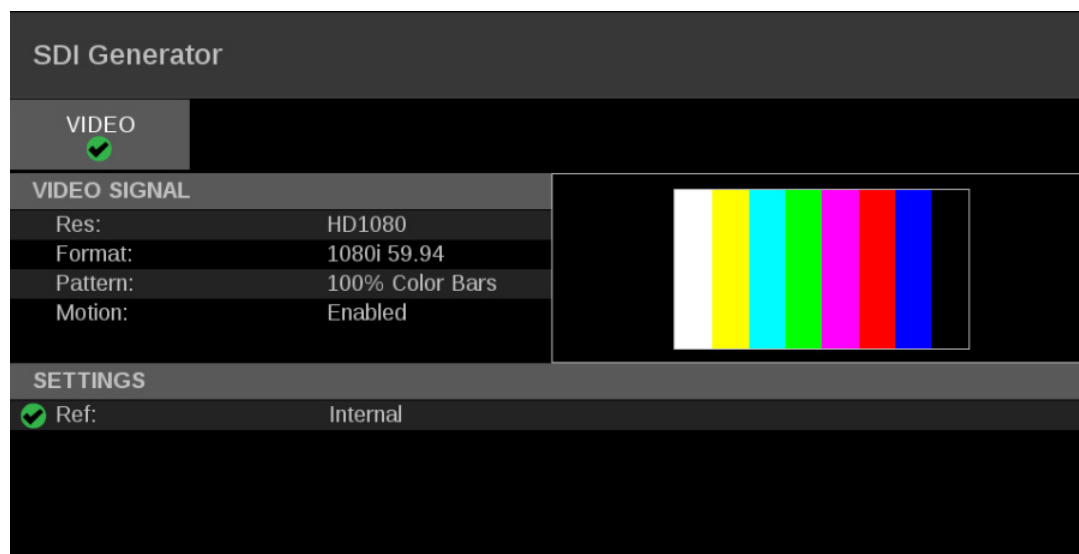 SDI Generator
VIDEO
VIDEO SIGNAL
Res: HD1080
Format: 1080i 59.94
Pattern: 100% Color Bars
Motion: Enabled
SETTINGS
Ref: Internal